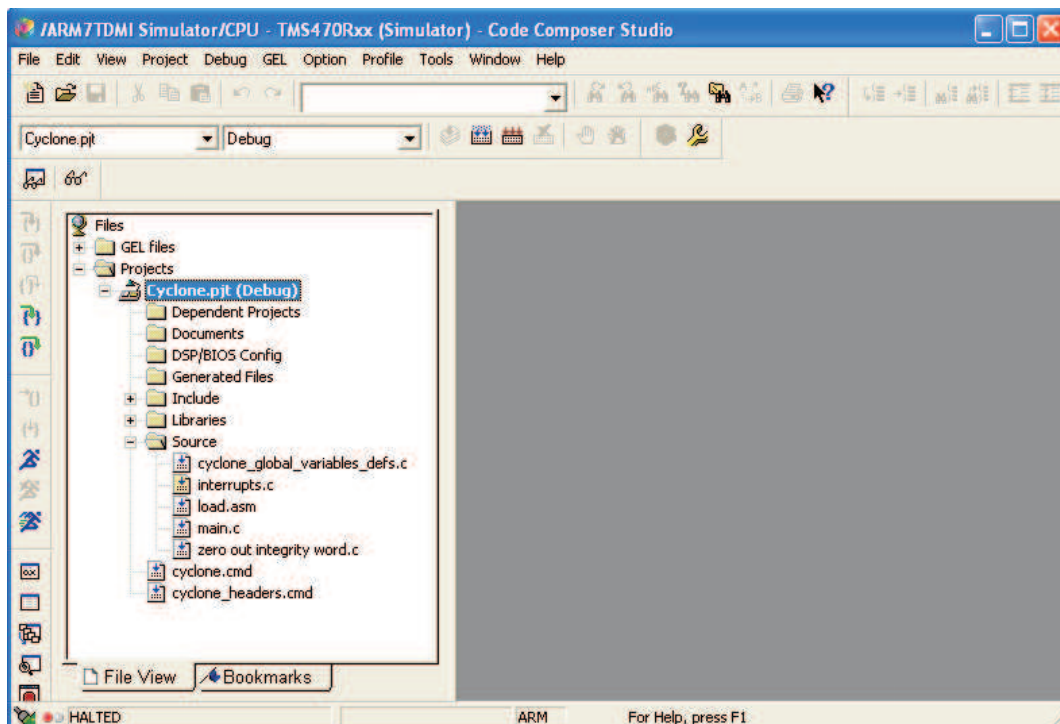 /ARM7TDMI Simulator/CPU - TMS470Rxx (Simulator) - Code Composer Studio
File Edit View Project Debug GEL Option Profile Tools Window Help
Cyclone.pjt Debug
Files
GEL files
Projects
Cyclone.pjt (Debug)
Dependent Projects
Documents
DSP/BIOS Config
Generated Files
Include
Libraries
Source
cyclone_global_variables_defs.c
interrupts.c
load.asm
main.c
zero out integrity word.c
cyclone.cmd
cyclone_headers.cmd
File View Bookmarks
HALTED ARM For Help, press F1